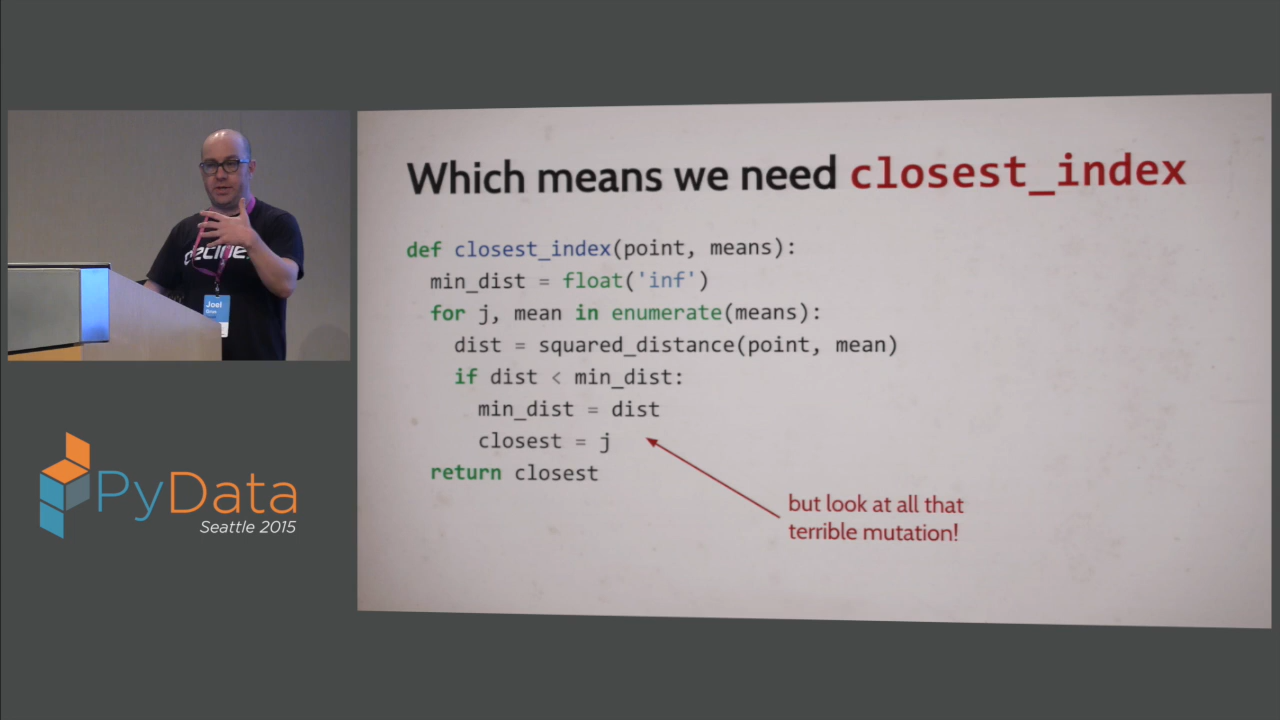 Which means we need closest_index
def closest_index(point, means):
min_dist = float('inf')
for j, mean in enumerate(means):
dist = squared_distance(point, mean)
if dist < min_dist:
min_dist = dist
closest = j
return closest
but look at all that
terrible mutation!
Joel
PyData
Seattle 2015